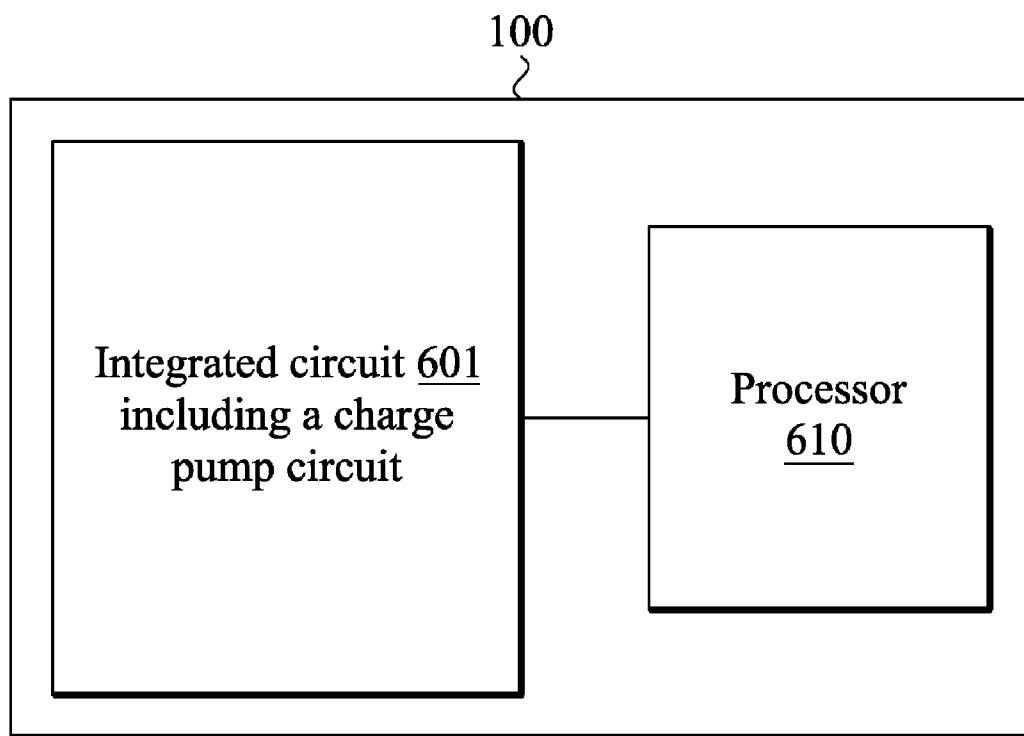 100
Integrated circuit 601
including a charge
pump circuit
Processor
610